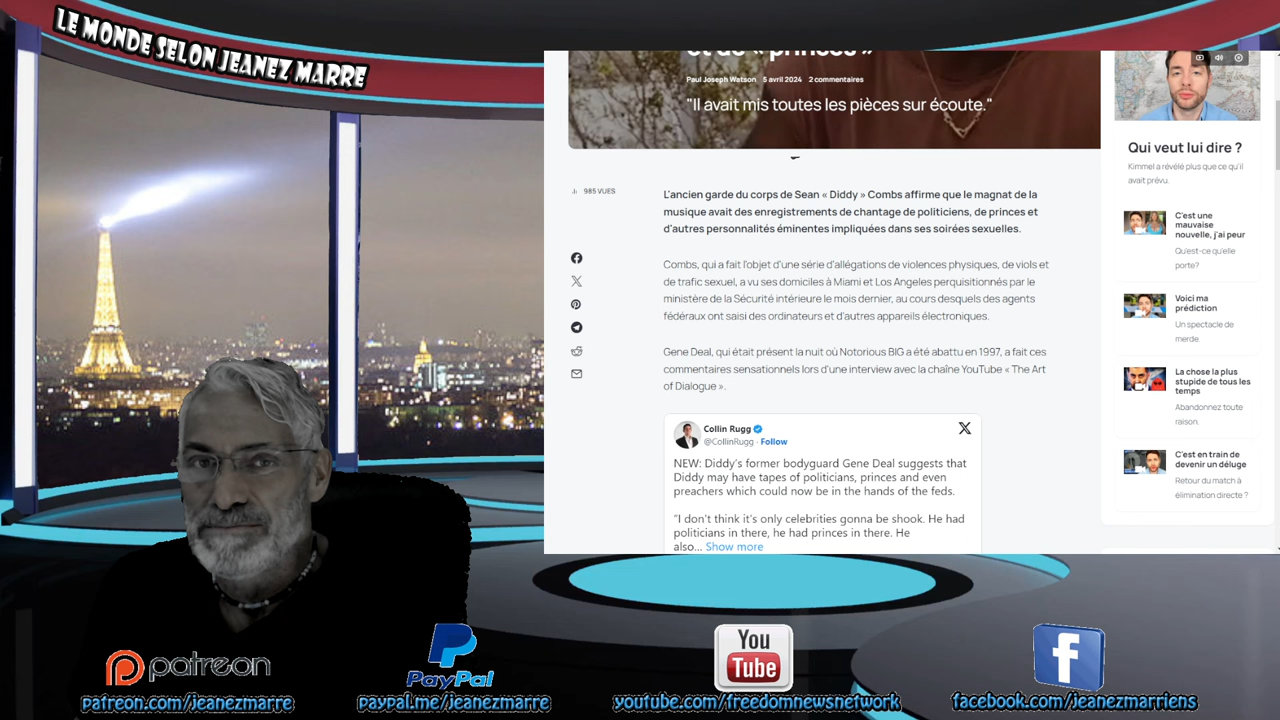 LE MONDE SELON JEANEZ MARRE
et de « princes »
Paul Joseph Watson 5 avril 2024 2 commentaires
"Il avait mis toutes les pièces sur écoute."
985 VUES
L'ancien garde du corps de Sean « Diddy » Combs affirme que le magnat de la
musique avait des enregistrements de chantage de politiciens, de princes et
d'autres personnalités éminentes impliquées dans ses soirées sexuelles.
Combs, qui a fait l'objet d'une série d'allégations de violences physiques, de viols et
de trafic sexuel, a vu ses domiciles à Miami et Los Angeles perquisitionnés par le
ministère de la Sécurité intérieure le mois dernier, au cours desquels des agents
fédéraux ont saisi des ordinateurs et d'autres appareils électroniques.
Gene Deal, qui était présent la nuit où Notorious BIG a été abattu en 1997, a fait ces
commentaires sensationnels lors d'une interview avec la chaîne YouTube « The Art
of Dialogue ».
Collin Rugg
@CollinRugg · Follow
NEW: Diddy's former bodyguard Gene Deal suggests that
Diddy may have tapes of politicians, princes and even
preachers which could now be in the hands of the feds.
"I don't think it's only celebrities gonna be shook. He had
politicians in there, he had princes in there. He
also... Show more
Qui veut lui dire ?
Kimmel a révélé plus que ce qu'il
avait prévu.
C'est une
mauvaise
nouvelle, j'ai peur
Qu'est-ce qu'elle
porte?
Voici ma
prédiction
Un spectacle de
merde.
La chose la plus
stupide de tous les
temps
Abandonnez toute
raison.
C'est en train de
devenir un déluge
Retour du match à
élimination directe ?
patreon
patreon.com/jeanezmarre
PayPal
paypal.me/jeanezmarre
You
Tube
youtube.com/freedomnewsnetwork
f
facebook.com/jeanezmarriens